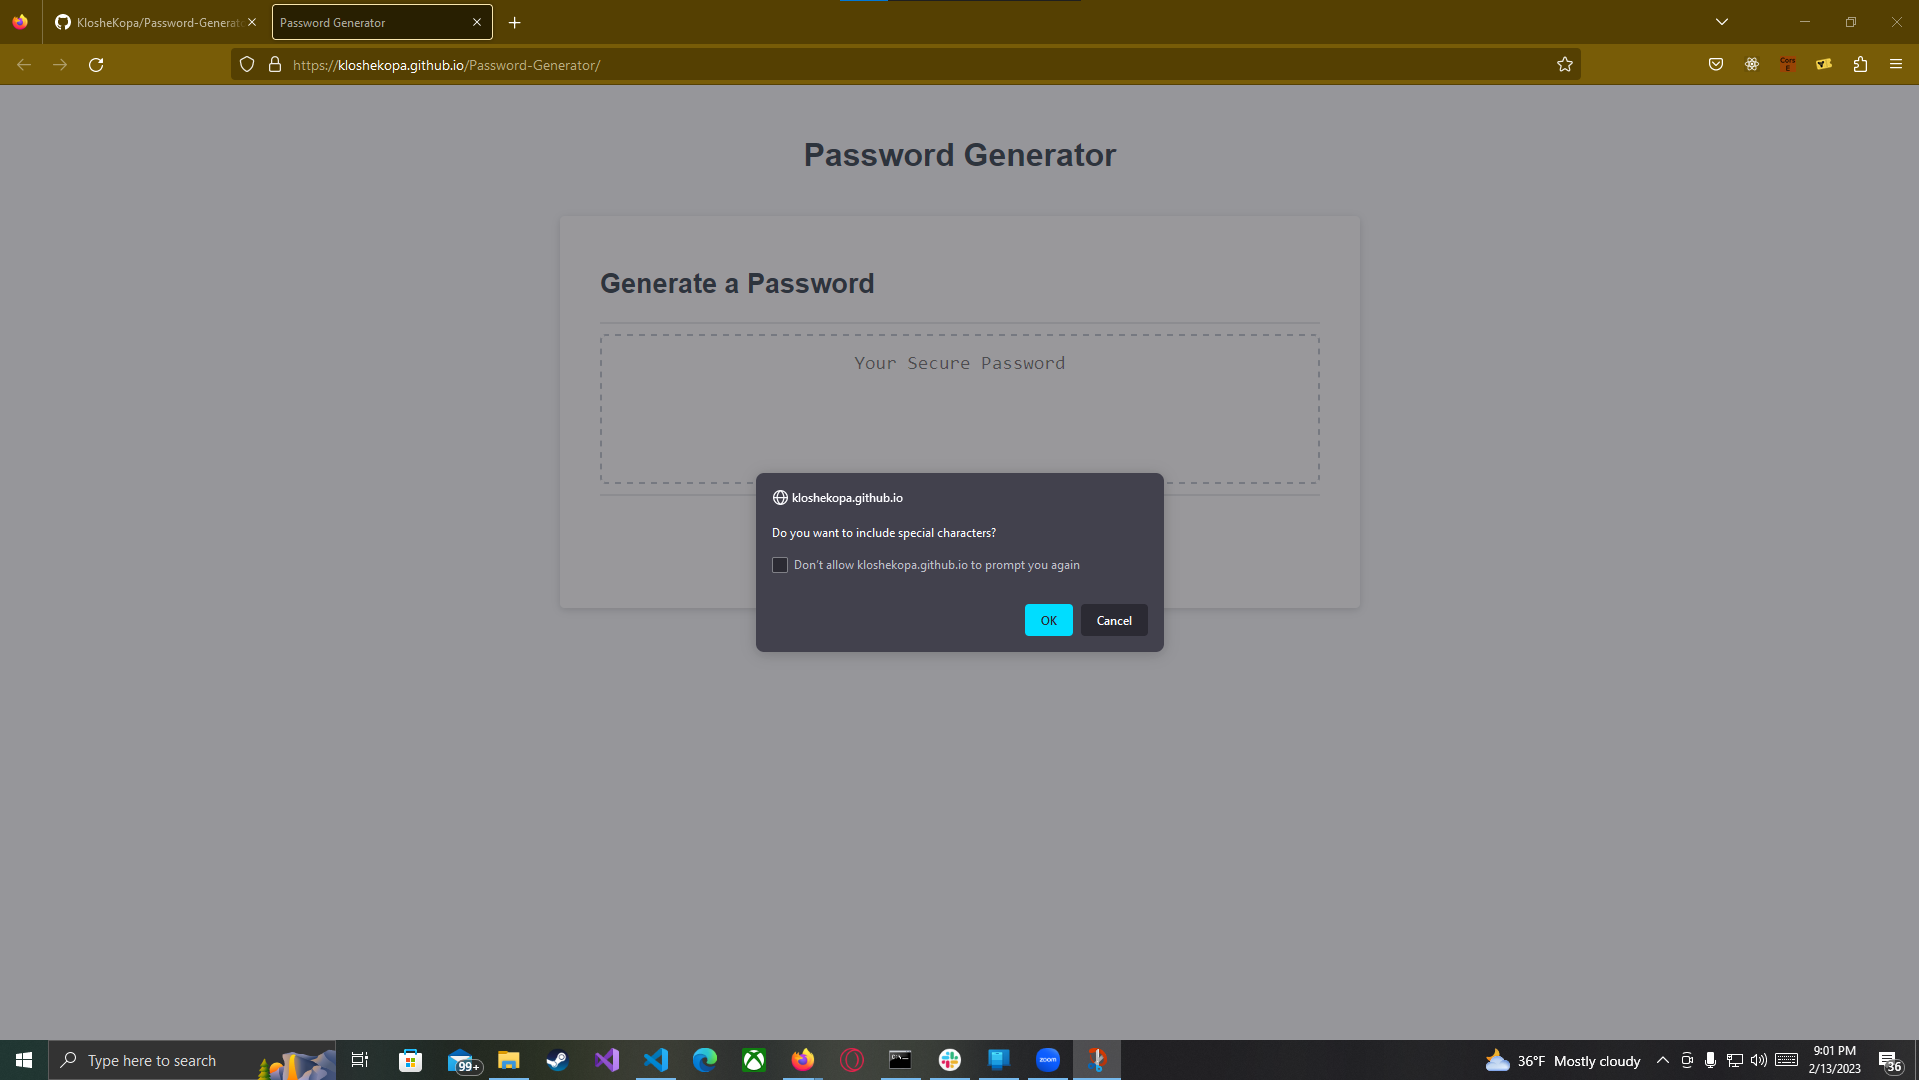 KlosheKopa/Password-Generat
Password Generator
https://kloshekopa.github.io/Password-Generator/
Cors
E
Password Generator
Generate a Password
Your Secure Password
kloshekopa.github.io
Do you want to include special characters?
Don't allow kloshekopa.github.io to prompt you again
OK
Cancel
Type here to search
99+
zoom
36°F Mostly cloudy
9:01 PM
2/13/2023
36